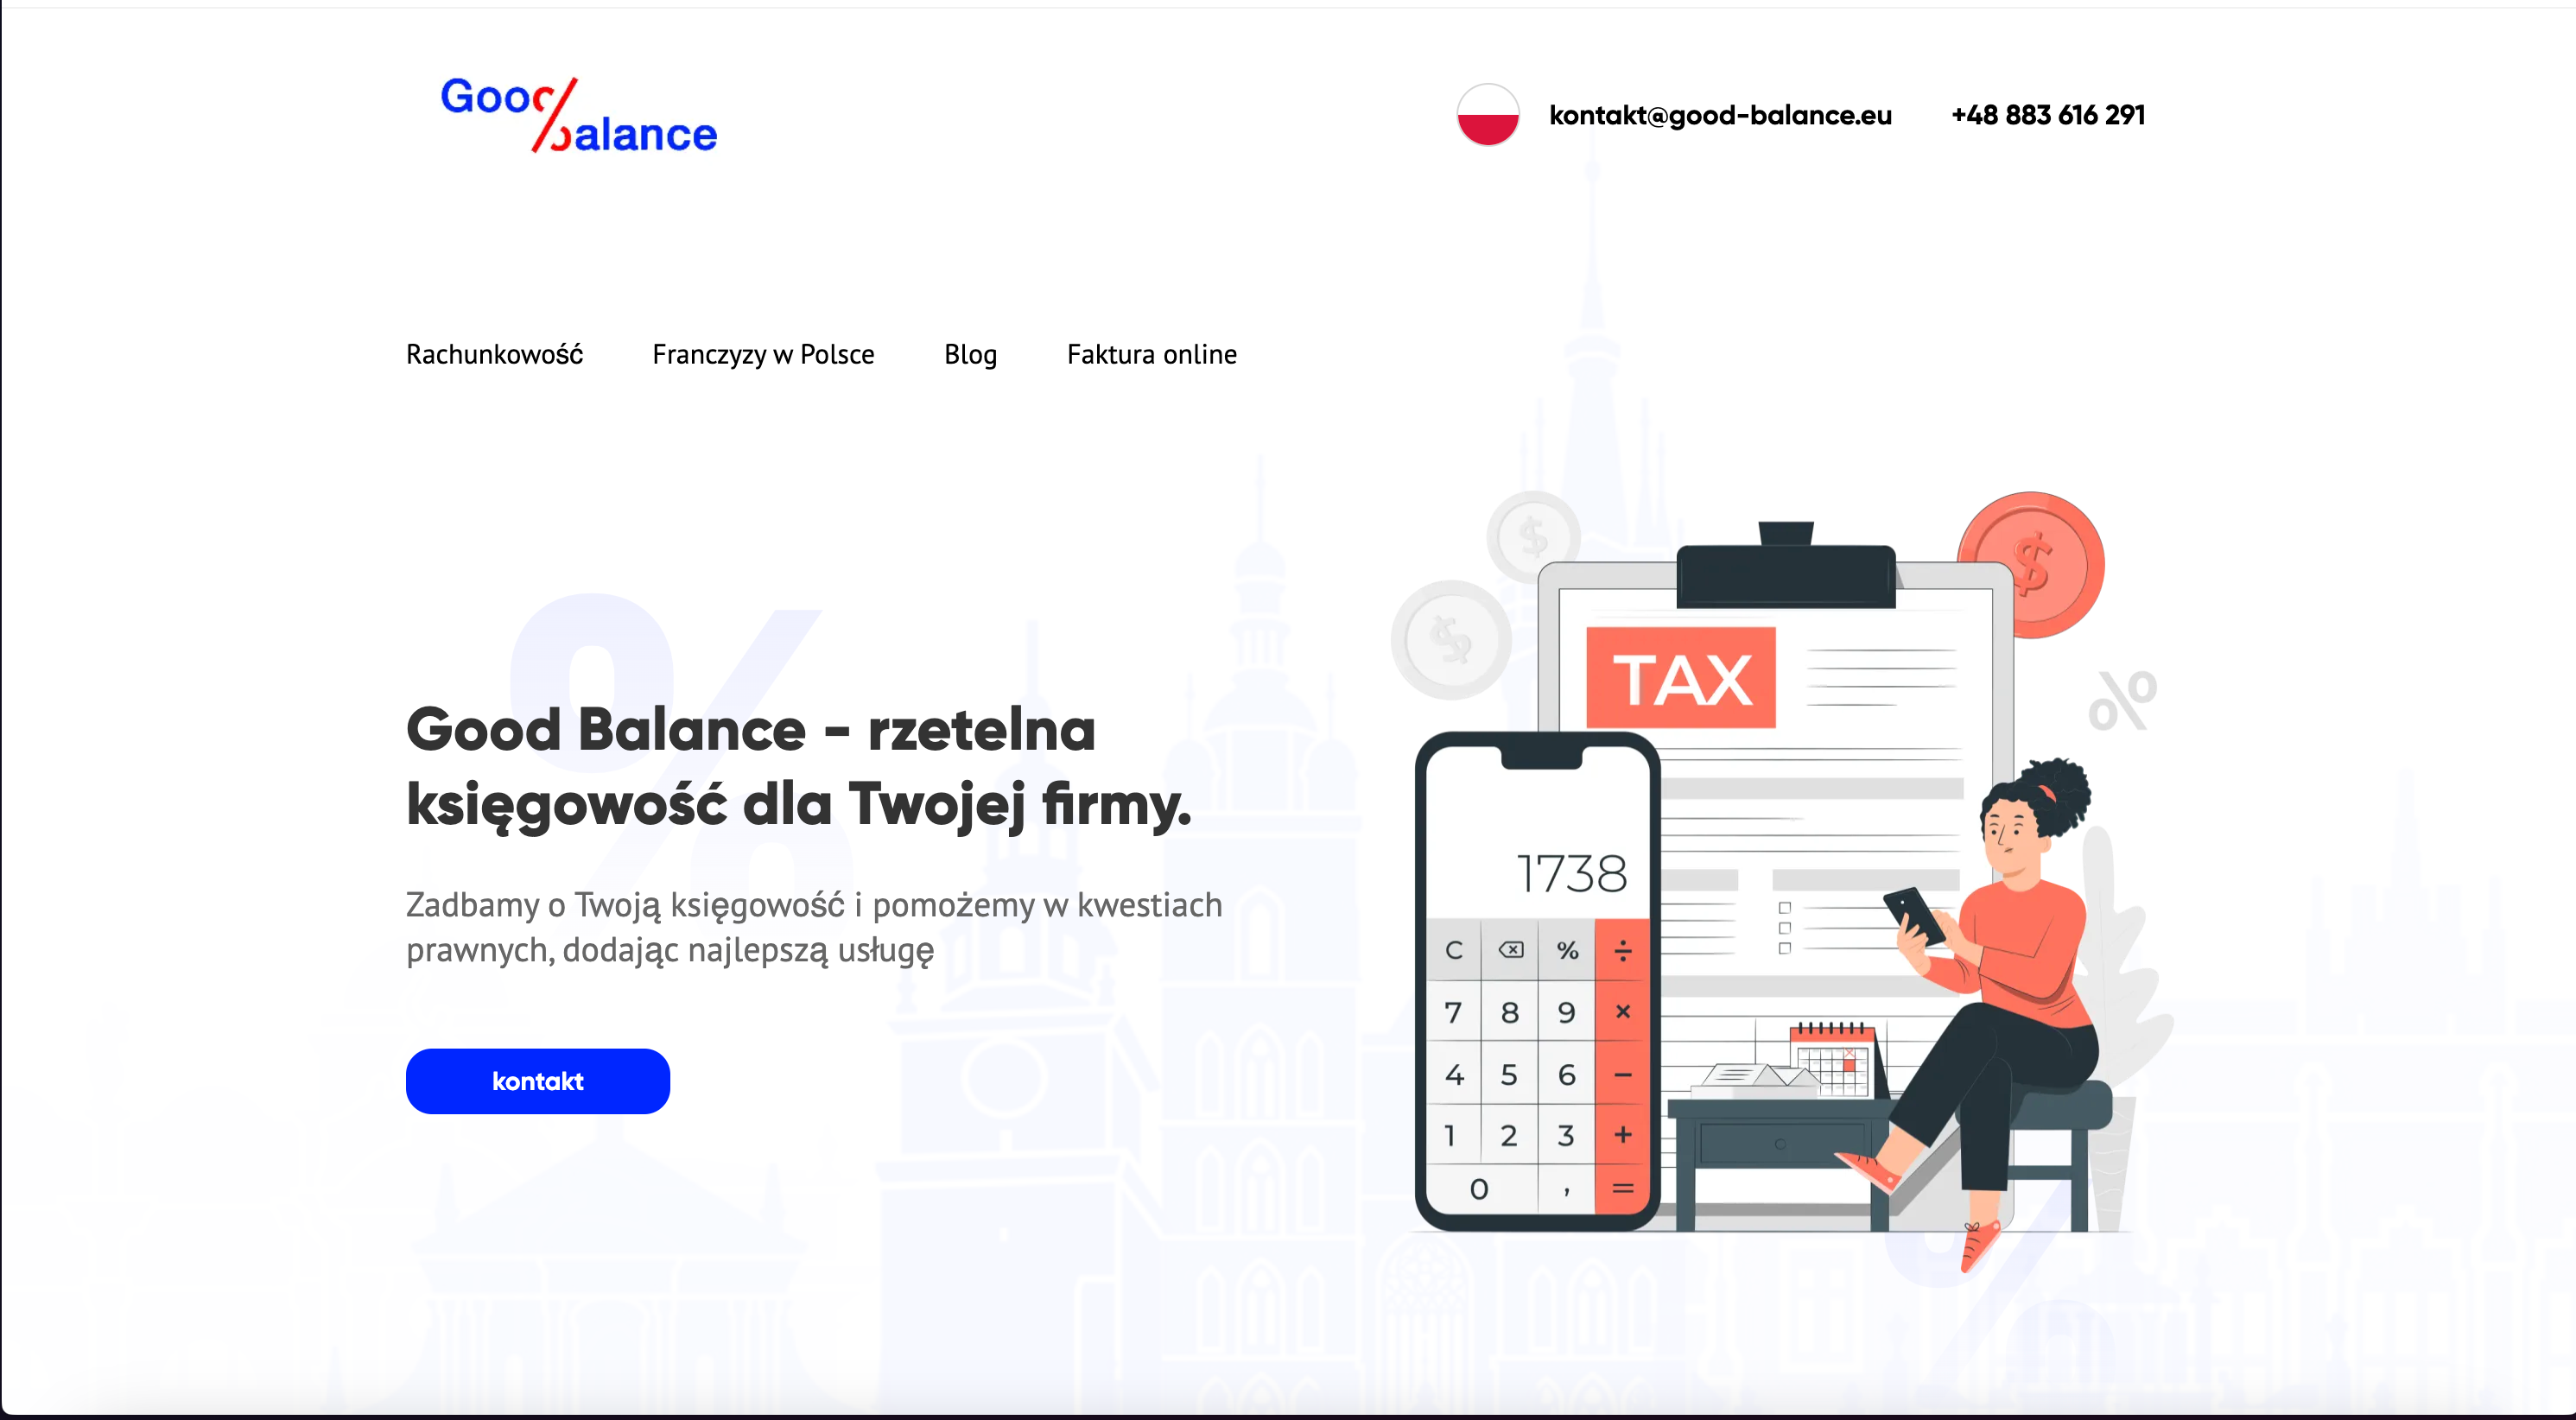 Good
Balance
kontakt@good-balance.eu +48 883 616 291
Rachunkowość Franczyzy w Polsce Blog Faktura online
Good Balance - rzetelna
księgowość dla Twojej firmy.
Zadbamy o Twoją księgowość i pomożemy w kwestiach
prawnych, dodając najlepszą usługę
kontakt
$
$
$
TAX
%
1738
C % ÷
7 8 9 ×
4 5 6 −
1 2 3 +
0 , =